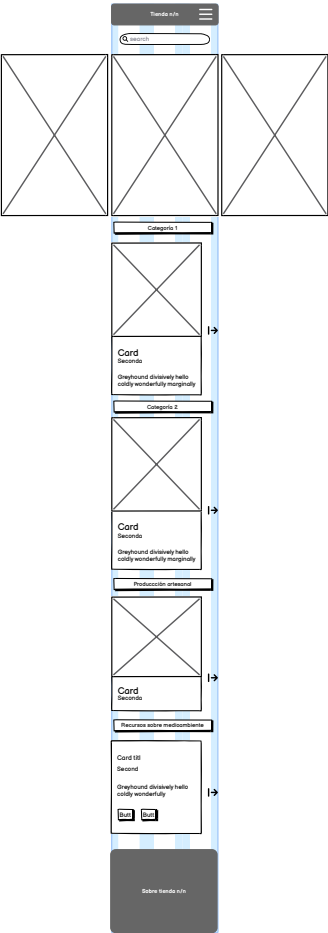 Tienda n/n
search
Categoría 1
Card
Seconda
Greyhound divisively hello
coldly wonderfully marginally
Categoría 2
Card
Seconda
Greyhound divisively hello
coldly wonderfully marginally
Produccción artesanal
Card
Seconda
Recursos sobre medioambiente
Card titl
Second
Greyhound divisively hello
coldly wonderfully
Butt Butt
Sobre tienda n/n